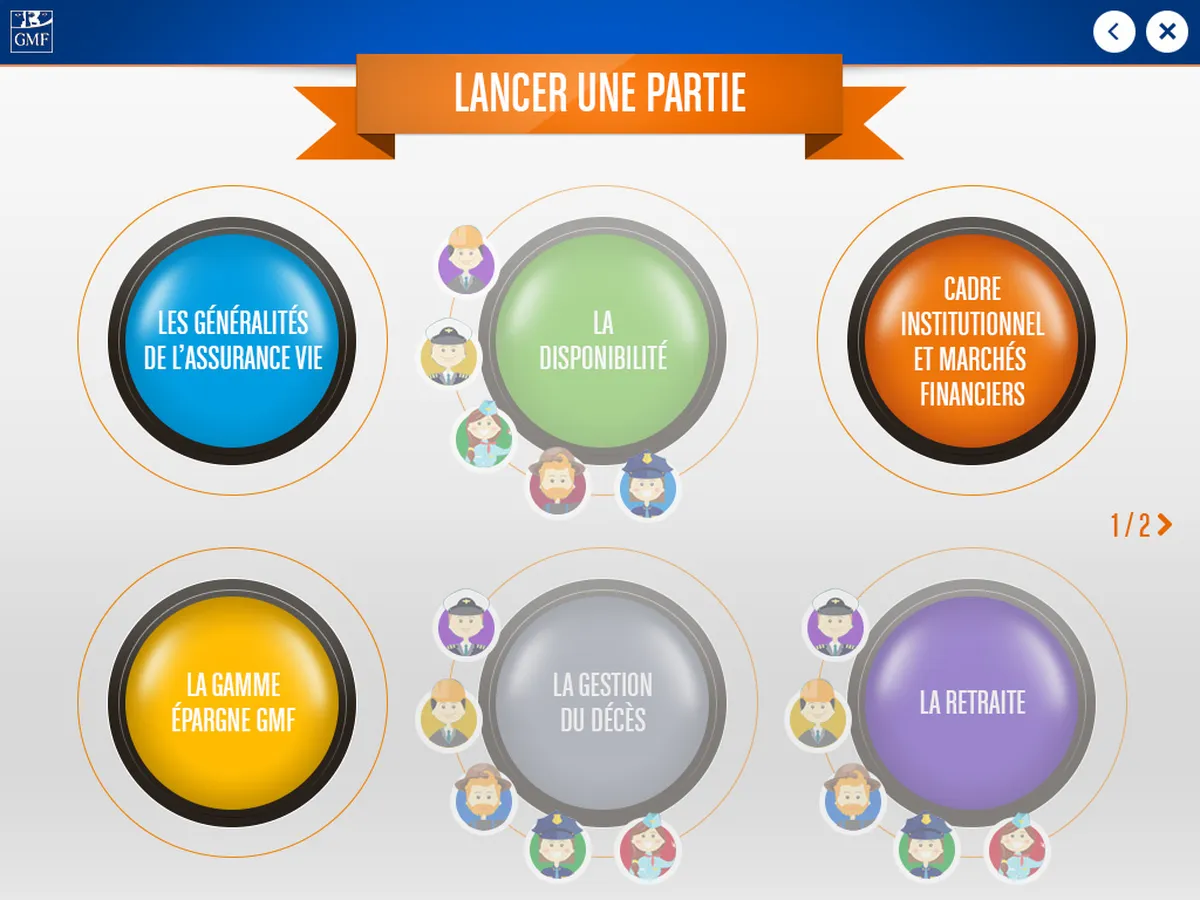 GMF
LANCER UNE PARTIE
LES GÉNÉRALITÉS
DE L'ASSURANCE VIE
LA
DISPONIBILITÉ
CADRE
INSTITUTIONNEL
ET MARCHÉS
FINANCIERS
1 / 2
LA GAMME
ÉPARGNE GMF
LA GESTION
DU DÉCÈS
LA RETRAITE